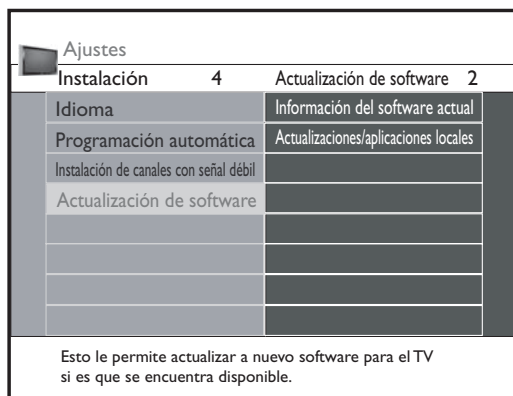 Ajustes
Instalación 4
Actualización de software 2
Idioma
Información del software actual
Programación automática
Actualizaciones/aplicaciones locales
Instalación de canales con señal débil
Actualización de software
Esto le permite actualizar a nuevo software para el TV
si es que se encuentra disponible.